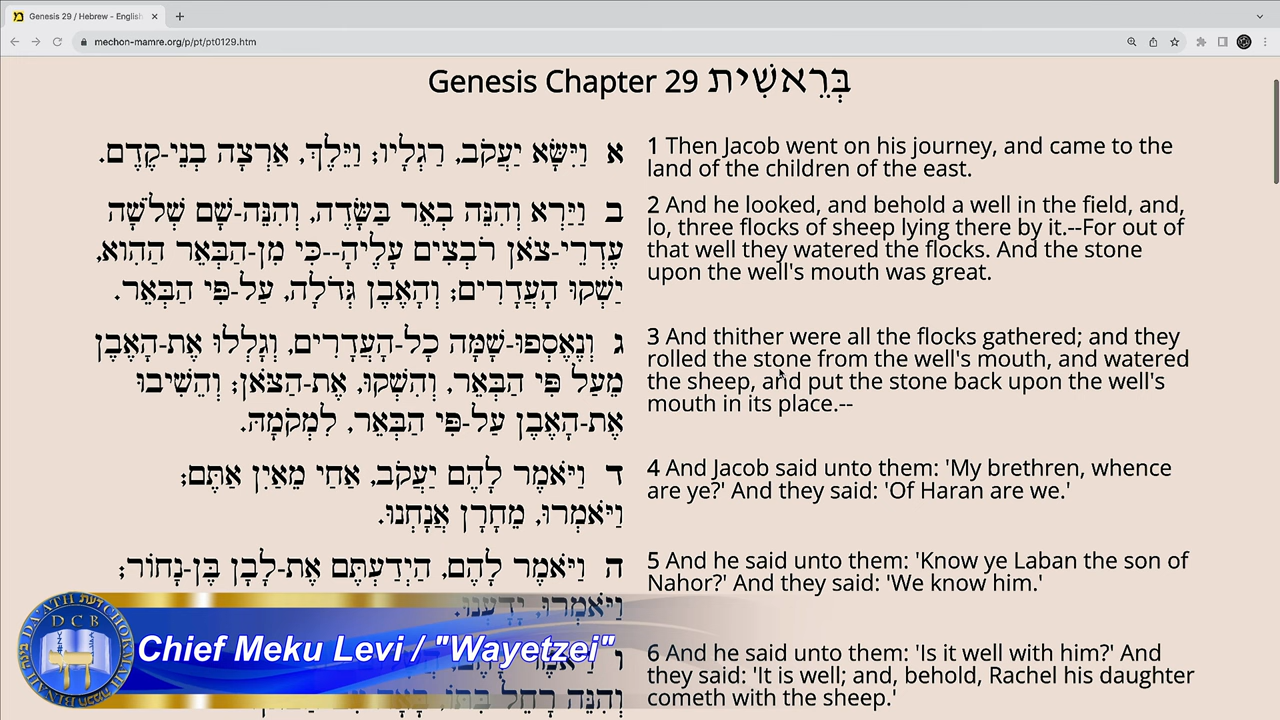 Genesis 29 / Hebrew - English
mechon-mamre.org/p/pt/pt0129.htm
Genesis Chapter 29 בְּרֵאשִׁית
א וַיִּשָּׂא יַעֲקֹב, רַגְלָיו; וַיֵּלֶךְ, אַרְצָה בְנֵי-קֶדֶם.
1 Then Jacob went on his journey, and came to the
land of the children of the east.
ב וַיַּרְא וְהִנֵּה בְאֵר בַּשָּׂדֶה, וְהִנֵּה-שָׁם שְׁלֹשָׁה
עֶדְרֵי-צֹאן רֹבְצִים עָלֶיהָ--כִּי מִן-הַבְּאֵר הַהִוא,
יַשְׁקוּ הָעֲדָרִים; וְהָאֶבֶן גְּדֹלָה, עַל-פִּי הַבְּאֵר.
2 And he looked, and behold a well in the field, and,
lo, three flocks of sheep lying there by it.--For out of
that well they watered the flocks. And the stone
upon the well's mouth was great.
ג וְנֶאֶסְפוּ-שָׁמָּה כָל-הָעֲדָרִים, וְגָלְלוּ אֶת-הָאֶבֶן
מֵעַל פִּי הַבְּאֵר, וְהִשְׁקוּ, אֶת-הַצֹּאן; וְהֵשִׁיבוּ
אֶת-הָאֶבֶן עַל-פִּי הַבְּאֵר, לִמְקֹמָהּ.
3 And thither were all the flocks gathered; and they
rolled the stone from the well's mouth, and watered
the sheep, and put the stone back upon the well's
mouth in its place.--
ד וַיֹּאמֶר לָהֶם יַעֲקֹב, אַחַי מֵאַיִן אַתֶּם;
וַיֹּאמְרוּ, מֵחָרָן אֲנָחְנוּ.
4 And Jacob said unto them: 'My brethren, whence
are ye?' And they said: 'Of Haran are we.'
ה וַיֹּאמֶר לָהֶם, הַיְדַעְתֶּם אֶת-לָבָן בֶּן-נָחוֹר;
וַיֹּאמְרוּ, יָדָעְנוּ.
5 And he said unto them: 'Know ye Laban the son of
Nahor?' And they said: 'We know him.'
6 And he said unto them: 'Is it well with him?' And
they said: 'It is well; and, behold, Rachel his daughter
cometh with the sheep.'
וְהִנֵּה רָחֵל בִּתּוֹ, בָּאָה
D C B
Chief Meku Levi / "Wayetzei"